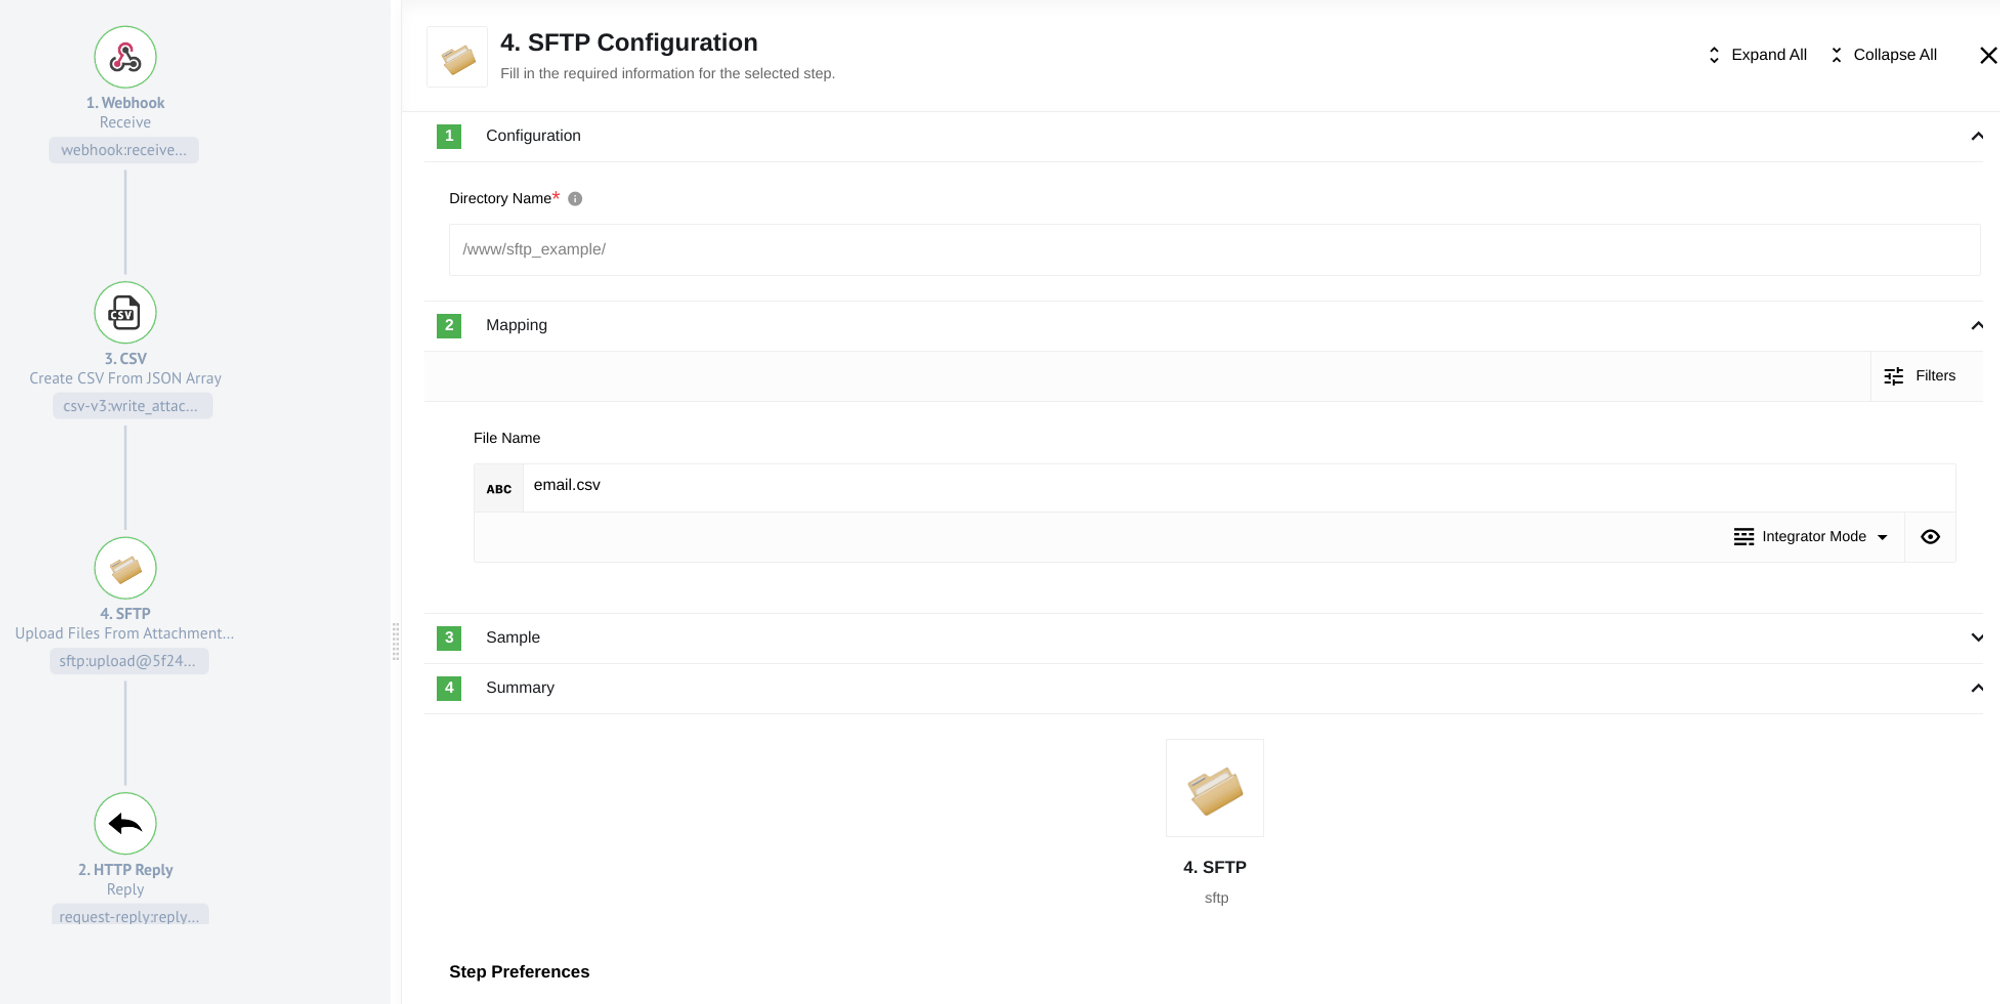 1. Webhook
Receive
webhook:receive...
3. CSV
Create CSV From JSON Array
csv-v3:write_attac...
4. SFTP
Upload Files From Attachment...
sftp:upload@5f24...
2. HTTP Reply
Reply
request-reply:reply...
CSV
4. SFTP Configuration
Fill in the required information for the selected step.
Expand All
Collapse All
1 Configuration
Directory Name*
/www/sftp_example/
2 Mapping
Filters
File Name
ABC email.csv
Integrator Mode
3 Sample
4 Summary
4. SFTP
sftp
Step Preferences